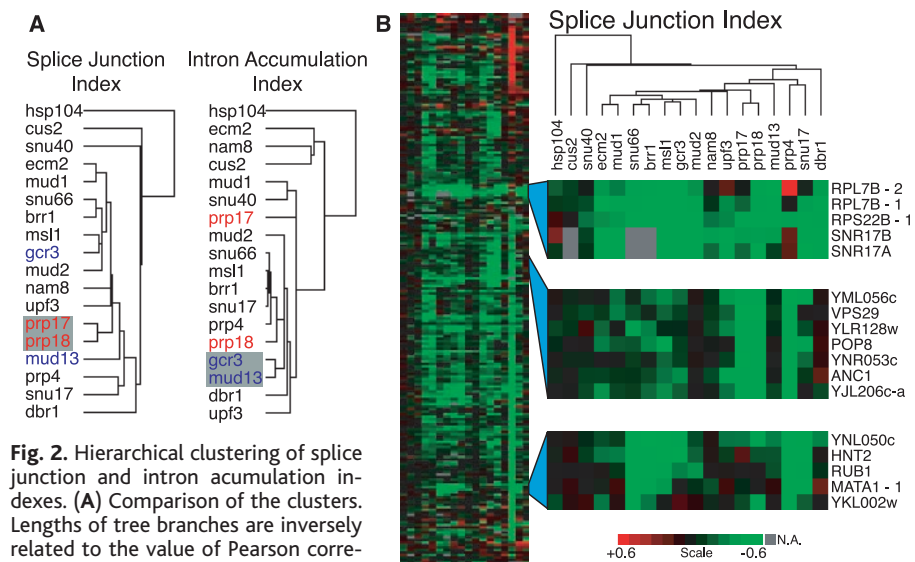 A
Splice Junction
Index
hsp104
cus2
snu40
ecm2
mud1
snu66
brr1
msl1
gcr3
mud2
nam8
upf3
prp17
prp18
mud13
prp4
snu17
dbr1
Intron Accumulation
Index
hsp104
ecm2
nam8
cus2
mud1
snu40
prp17
mud2
snu66
msl1
brr1
snu17
prp4
prp18
gcr3
mud13
dbr1
upf3
Fig. 2. Hierarchical clustering of splice
junction and intron acumulation in-
dexes. (A) Comparison of the clusters.
Lengths of tree branches are inversely
related to the value of Pearson corre-
B
Splice Junction Index
hsp104
cus2
snu40
ecm2
mud1
snu66
brr1
msl1
gcr3
mud2
nam8
upf3
prp17
prp18
mud13
prp4
snu17
dbr1
RPL7B - 2
RPL7B - 1
RPS22B - 1
SNR17B
SNR17A
YML056c
VPS29
YLR128w
POP8
YNR053c
ANC1
YJL206c-a
YNL050c
HNT2
RUB1
MATA1 - 1
YKL002w
N.A.
+0.6 Scale -0.6